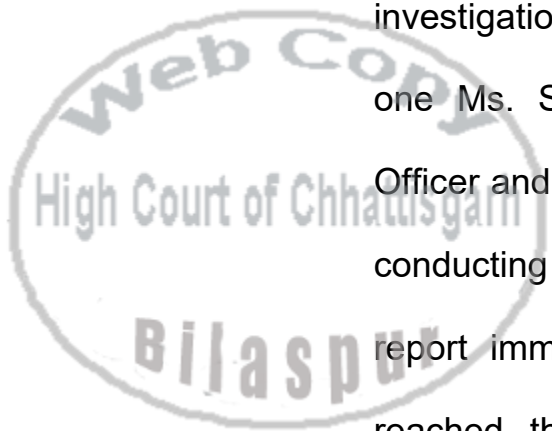 investigatio
one Ms. S
Officer and
conducting
report imm
reached th
Web Copy
High Court of Chhattisgarh
Bilaspur